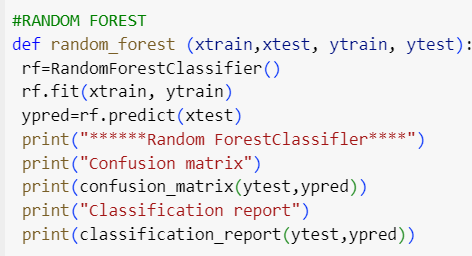 #RANDOM FOREST
def random_forest (xtrain,xtest, ytrain, ytest):
rf=RandomForestClassifier()
rf.fit(xtrain, ytrain)
ypred=rf.predict(xtest)
print("******Random ForestClassifler****")
print("Confusion matrix")
print(confusion_matrix(ytest,ypred))
print("Classification report")
print(classification_report(ytest,ypred))